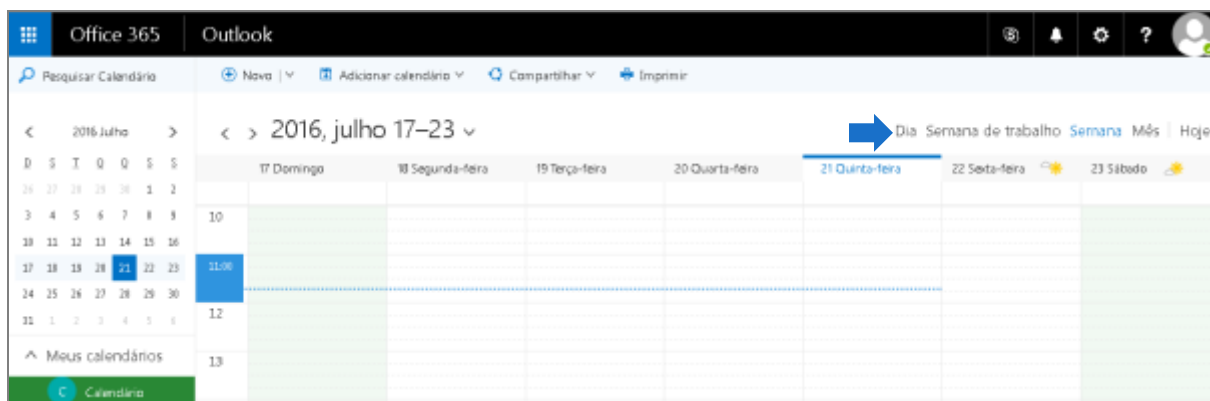 Office 365 Outlook ?
Pesquisar Calendário Novo Adicionar calendário Compartilhar Imprimir
2016 Julho 2016, julho 17–23 Dia Semana de trabalho Semana Mês Hoje
D S T Q Q S S 17 Domingo 18 Segunda-feira 19 Terça-feira 20 Quarta-feira 21 Quinta-feira 22 Sexta-feira 23 Sábado
26 27 28 29 30 1 2
3 4 5 6 7 8 9 10
10 11 12 13 14 15 16
17 18 19 20 21 22 23 11:00
24 25 26 27 28 29 30
31 1 2 3 4 5 6 12
Meus calendários 13
C Calendário